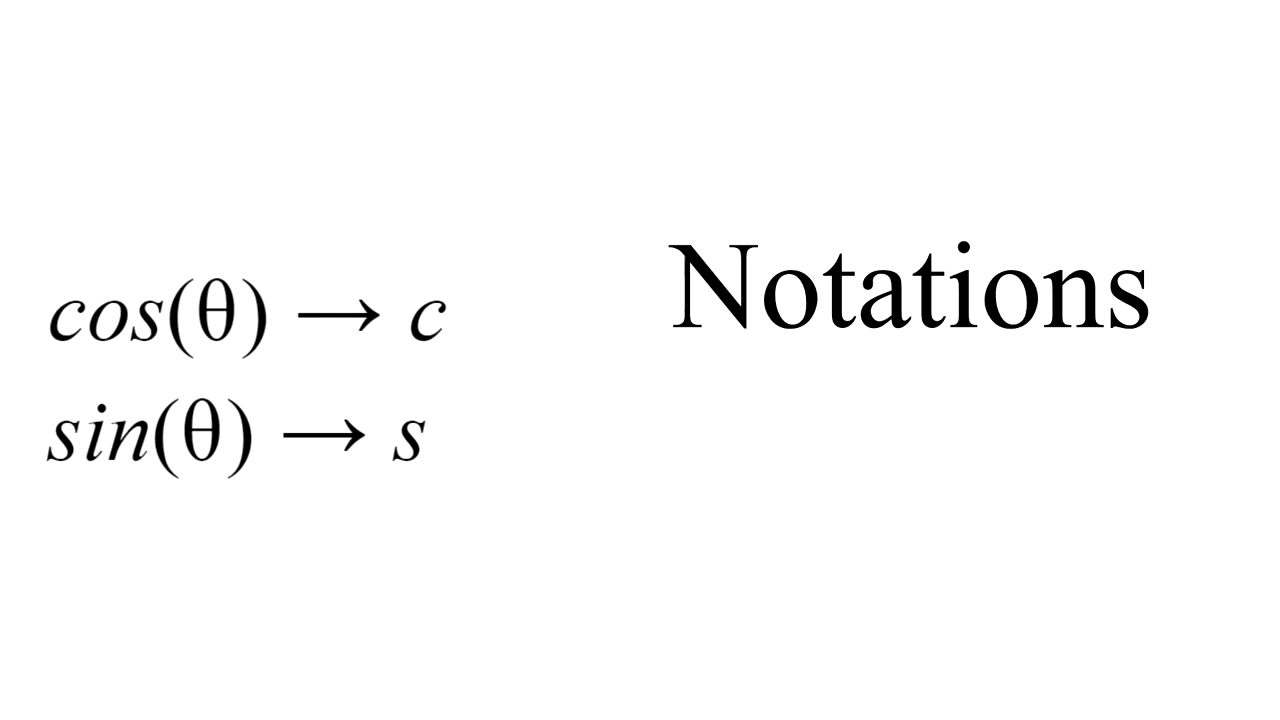 Notations
cos(θ) → c
sin(θ) → s